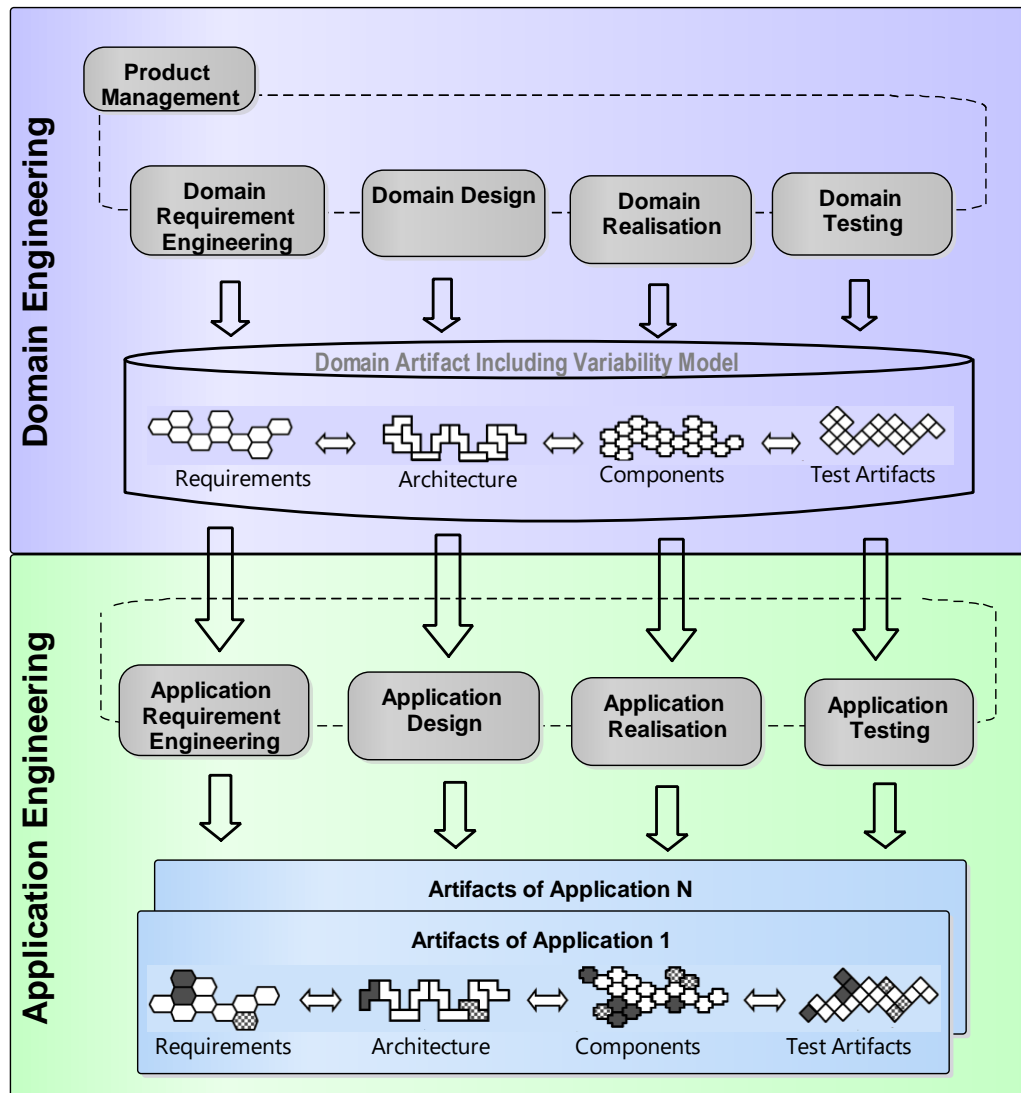 Domain Engineering
Product
Management
Domain
Requirement
Engineering
Domain Design
Domain
Realisation
Domain
Testing
Domain Artifact Including Variability Model
Requirements
Architecture
Components
Test Artifacts
Application Engineering
Application
Requirement
Engineering
Application
Design
Application
Realisation
Application
Testing
Artifacts of Application N
Artifacts of Application 1
Requirements
Architecture
Components
Test Artifacts